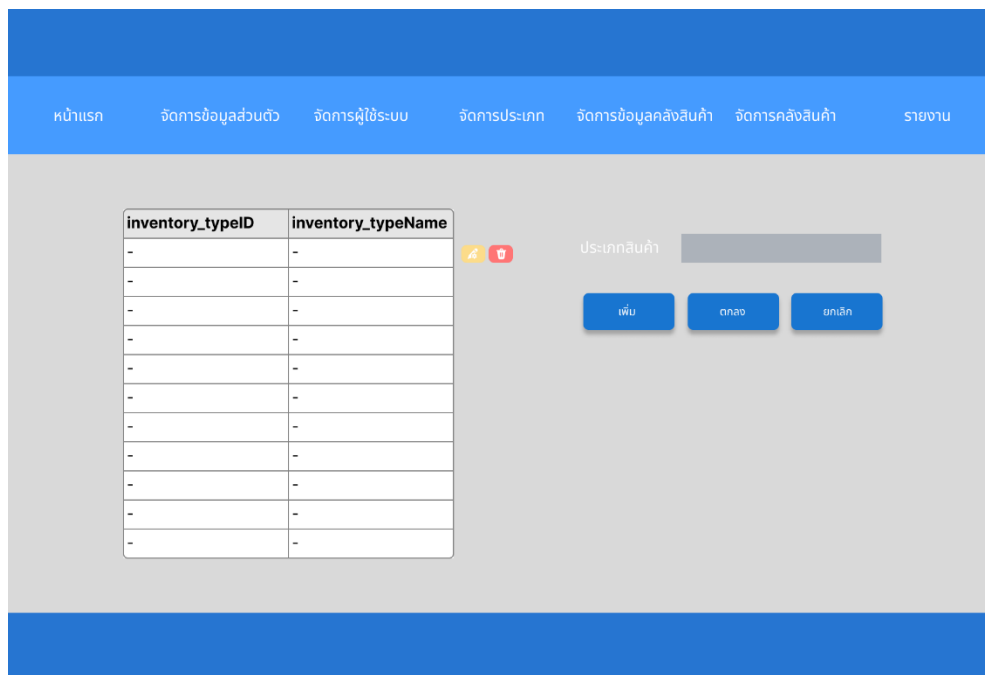 หน้าแรก จัดการข้อมูลส่วนตัว จัดการผู้ใช้ระบบ จัดการประเภท จัดการข้อมูลคลังสินค้า จัดการคลังสินค้า รายงาน
inventory_typeID inventory_typeName
- -
- -
- -
- -
- -
- -
- -
- -
- -
- -
- -
ประเภทสินค้า
เพิ่ม ตกลง ยกเลิก